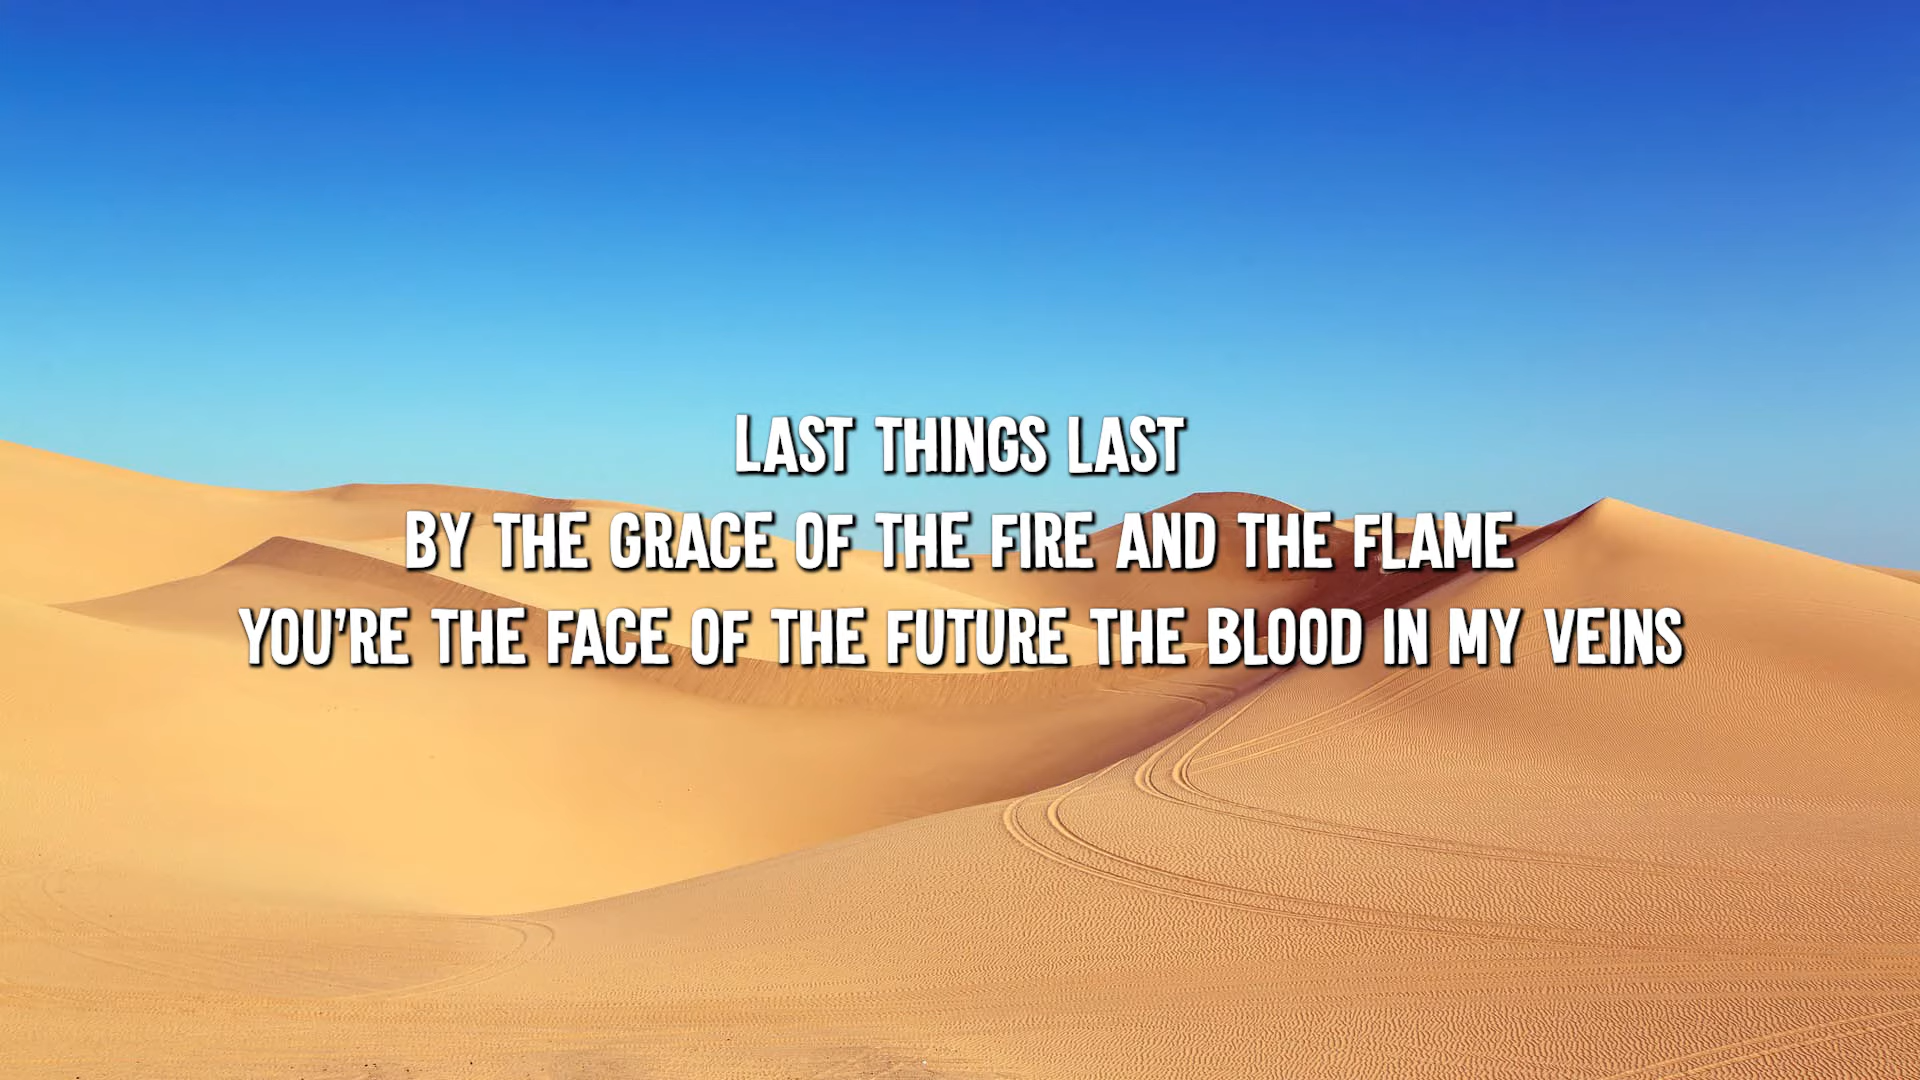 LAST THINGS LAST
BY THE GRACE OF THE FIRE AND THE FLAME
YOU'RE THE FACE OF THE FUTURE THE BLOOD IN MY VEINS